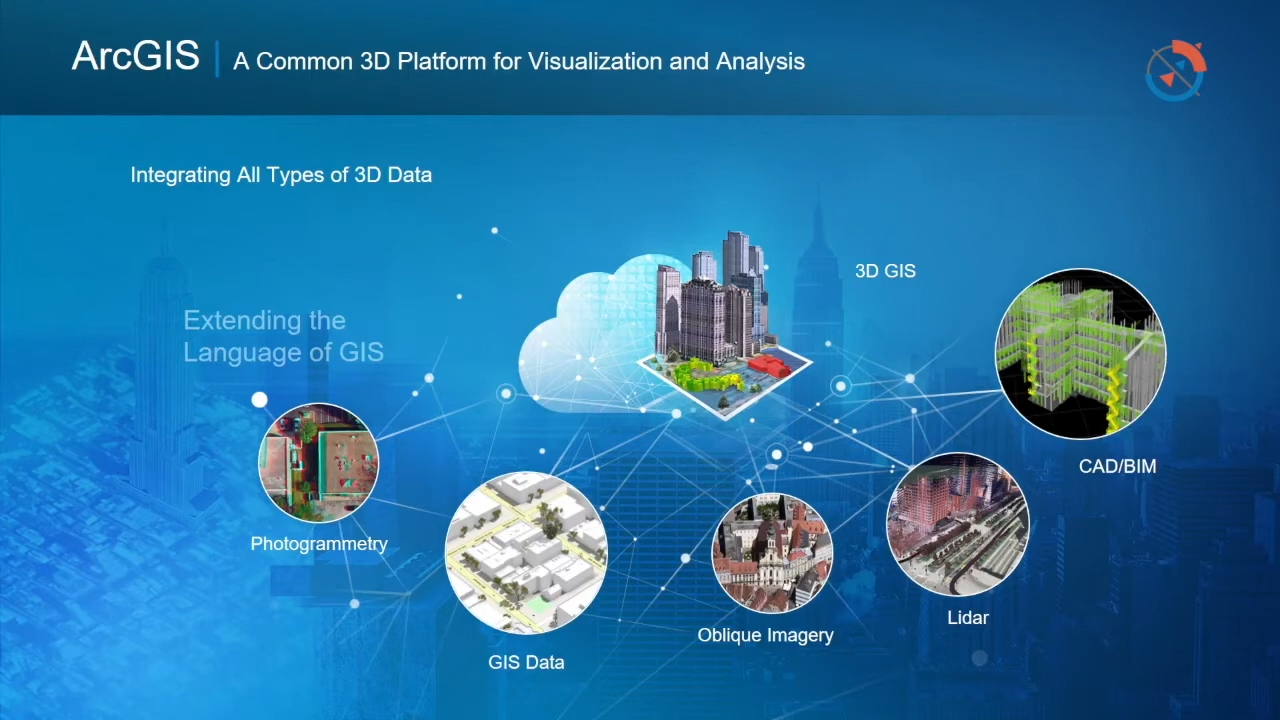 ArcGIS | A Common 3D Platform for Visualization and Analysis
Integrating All Types of 3D Data
3D GIS
Extending the
Language of GIS
CAD/BIM
Photogrammetry
Lidar
Oblique Imagery
GIS Data